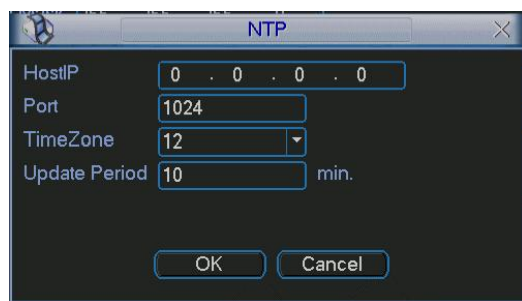 NTP
HostIP 0 . 0 . 0 . 0
Port 1024
TimeZone 12
Update Period 10 min.
OK Cancel